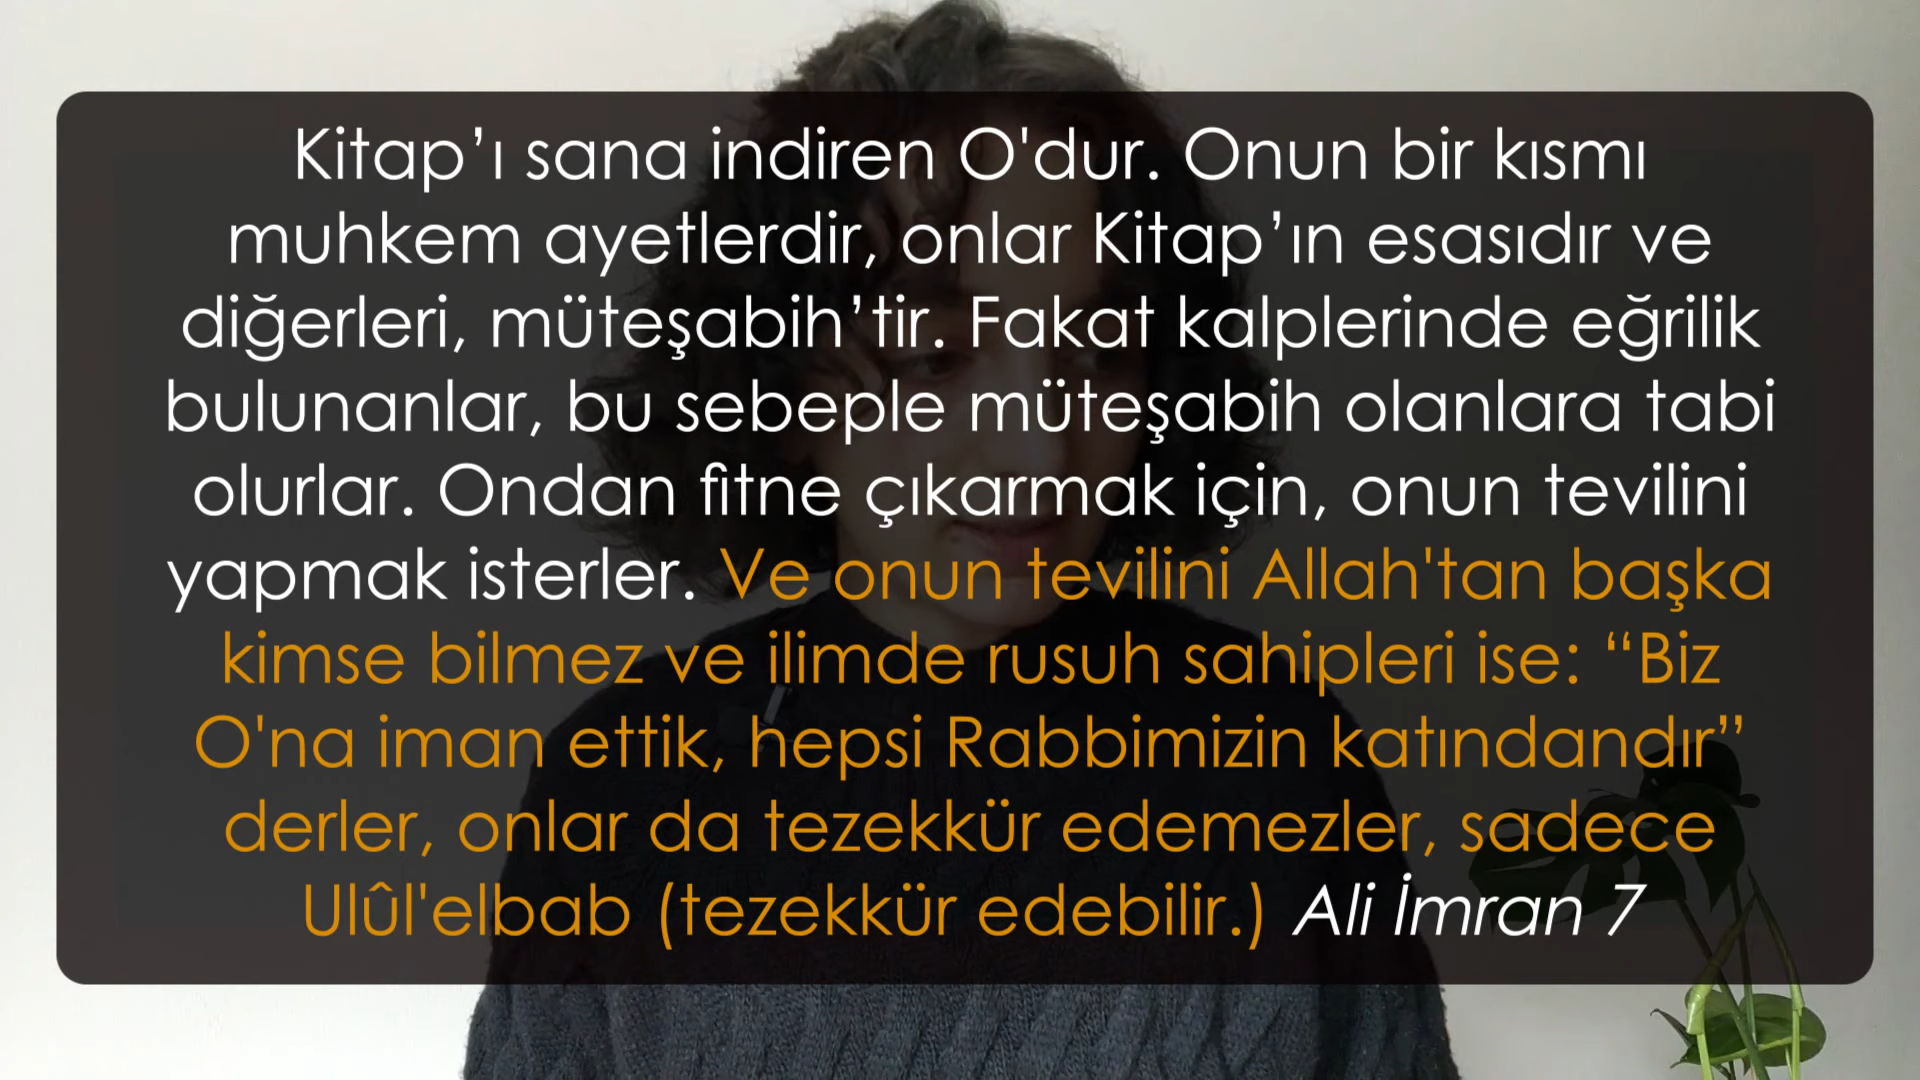 Kitap’ı sana indiren O'dur. Onun bir kısmı
muhkem ayetlerdir, onlar Kitap’ın esasıdır ve
diğerleri, müteşabih’tir. Fakat kalplerinde eğrilik
bulunanlar, bu sebeple müteşabih olanlara tabi
olurlar. Ondan fitne çıkarmak için, onun tevilini
yapmak isterler. Ve onun tevilini Allah'tan başka
kimse bilmez ve ilimde rusuh sahipleri ise: “Biz
O'na iman ettik, hepsi Rabbimizin katındandır”
derler, onlar da tezekkür edemezler, sadece
Ulûl'elbab (tezekkür edebilir.) Ali İmran 7